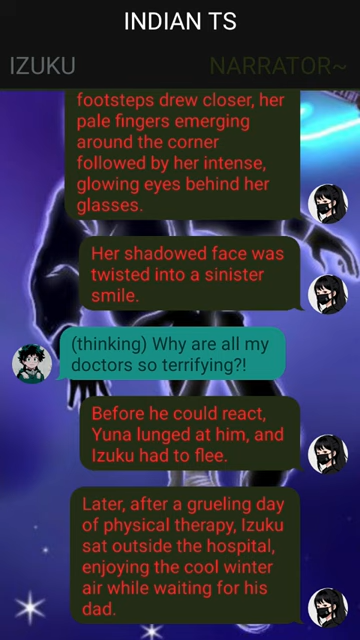 INDIAN TS
IZUKU
NARRATOR~
footsteps drew closer, her
pale fingers emerging
around the corner
followed by her intense,
glowing eyes behind her
glasses.
Her shadowed face was
twisted into a sinister
smile.
(thinking) Why are all my
doctors so terrifying?!
Before he could react,
Yuna lunged at him, and
Izuku had to flee.
Later, after a grueling day
of physical therapy, Izuku
sat outside the hospital,
enjoying the cool winter
air while waiting for his
dad.